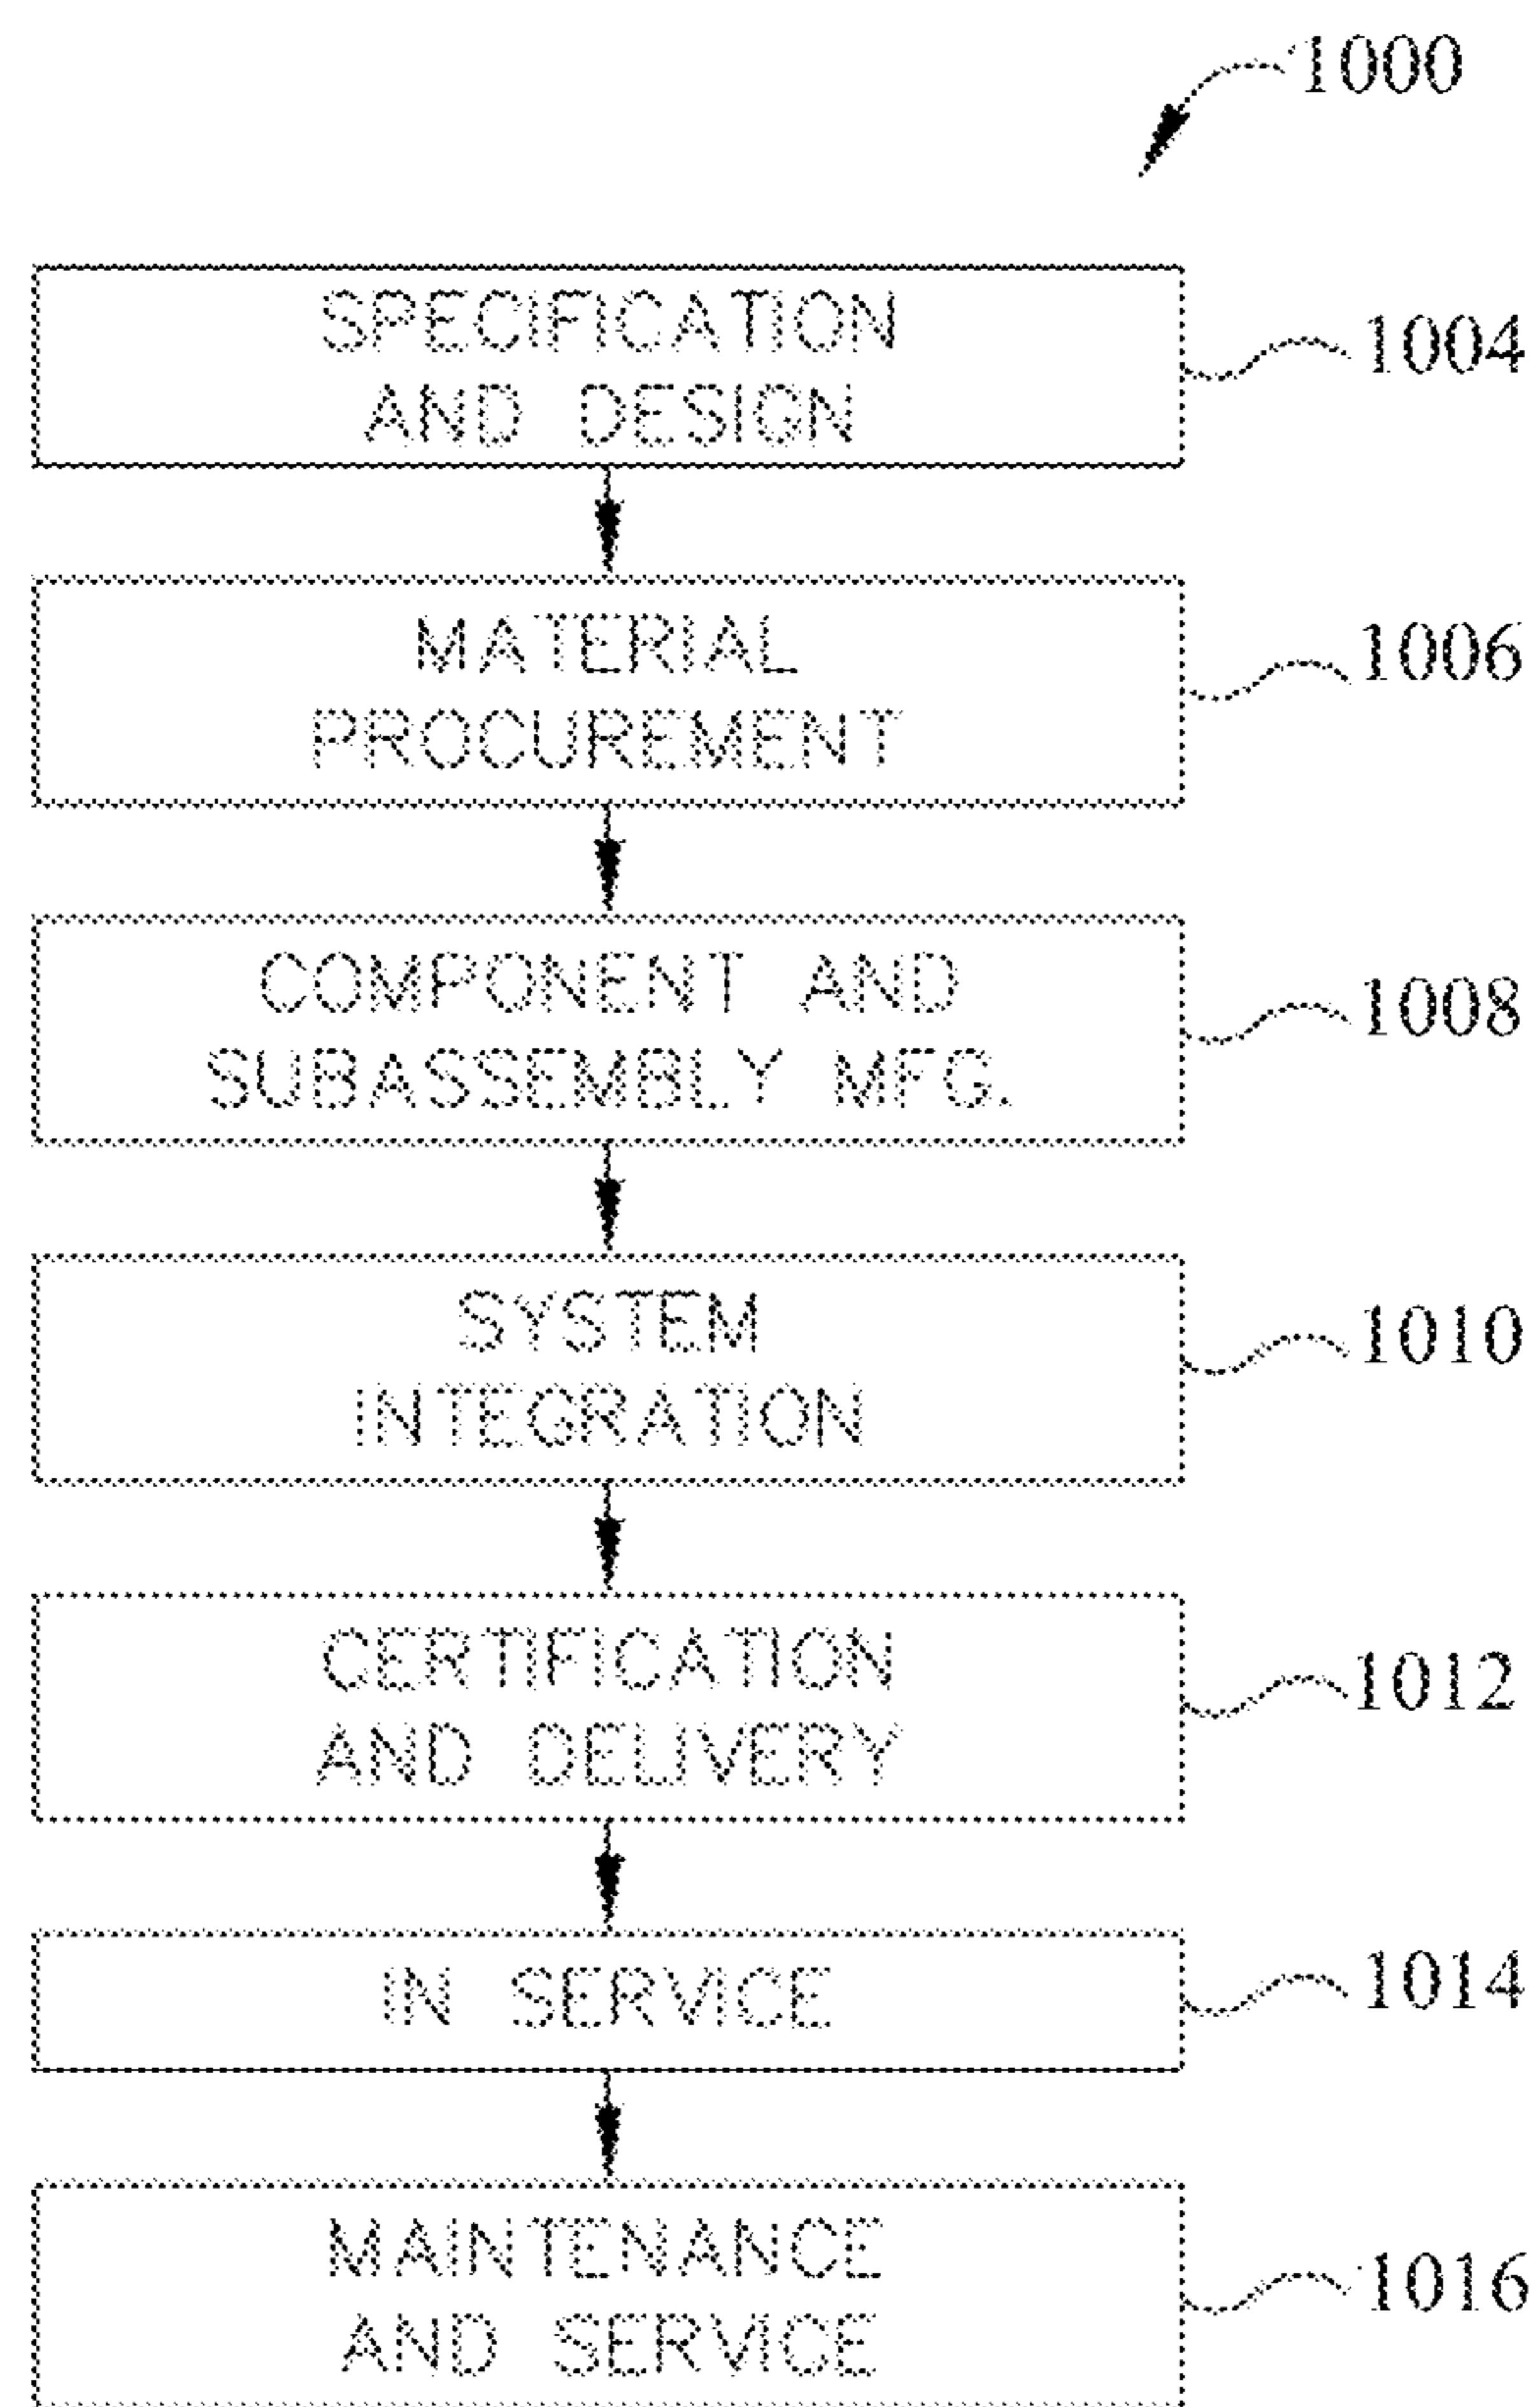 1000
SPECIFICATION
AND DESIGN
1004
MATERIAL
PROCUREMENT
1006
COMPONENT AND
SUBASSEMBLY MFG.
1008
SYSTEM
INTEGRATION
1010
CERTIFICATION
AND DELIVERY
1012
IN SERVICE
1014
MAINTENANCE
AND SERVICE
1016